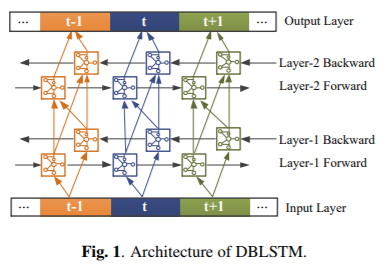 ... t-1 t t+1 ... Output Layer
Layer-2 Backward
Layer-2 Forward
Layer-1 Backward
Layer-1 Forward
... t-1 t t+1 ... Input Layer
Fig. 1. Architecture of DBLSTM.